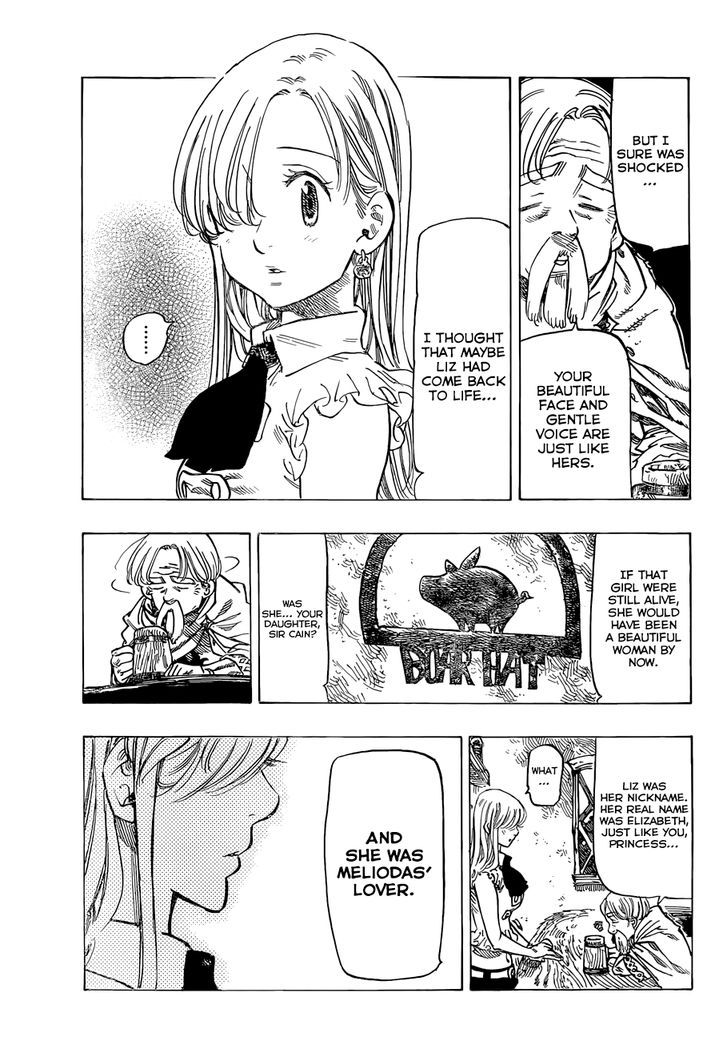 BUT I
SURE WAS
SHOCKED
...
YOUR
BEAUTIFUL
FACE AND
GENTLE
VOICE ARE
JUST LIKE
HERS.
I THOUGHT
THAT MAYBE
LIZ HAD
COME BACK
TO LIFE...
......
IF THAT
GIRL WERE
STILL ALIVE,
SHE WOULD
HAVE BEEN
A BEAUTIFUL
WOMAN BY
NOW.
BOAR HAT
WAS
SHE... YOUR
DAUGHTER,
SIR CAIN?
LIZ WAS
HER NICKNAME.
HER REAL NAME
WAS ELIZABETH,
JUST LIKE YOU,
PRINCESS...
WHAT
...
AND
SHE WAS
MELIODAS'
LOVER.